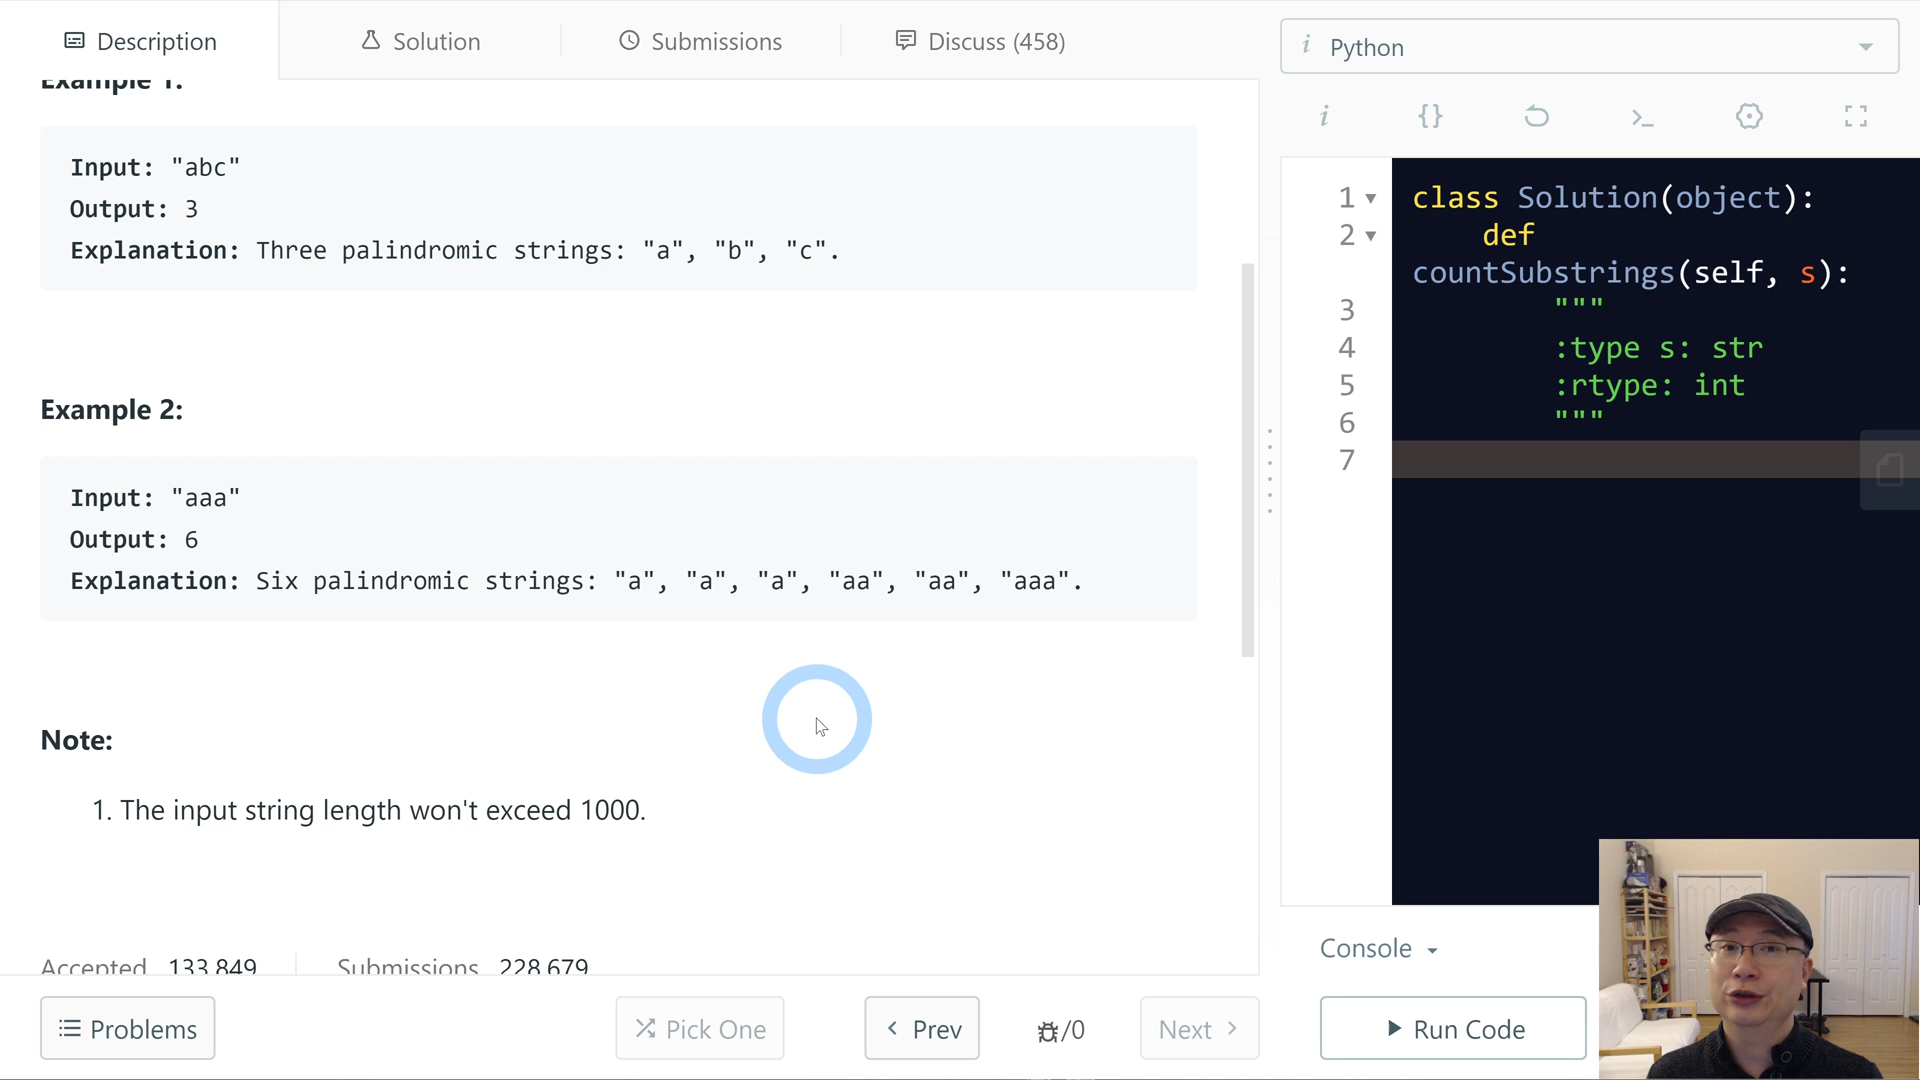 Description
Solution
Submissions
Discuss (458)
i Python
Example 1:
Input: "abc"
Output: 3
Explanation: Three palindromic strings: "a", "b", "c".
Example 2:
Input: "aaa"
Output: 6
Explanation: Six palindromic strings: "a", "a", "a", "aa", "aa", "aaa".
Note:
1. The input string length won't exceed 1000.
Accepted 133,849
Submissions 228,679
Problems
Pick One
Prev
/0
Next
i {} >_
1 class Solution(object):
2 def
countSubstrings(self, s):
3 """
4 :type s: str
5 :rtype: int
6 """
7
Console
Run Code